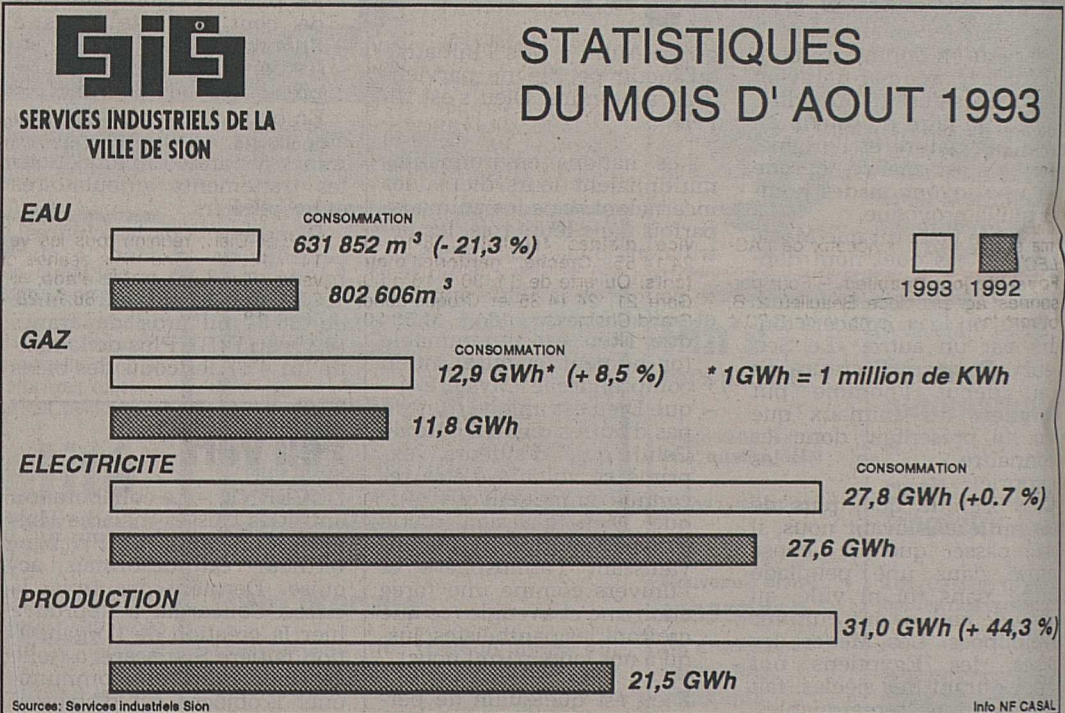 SIS
SERVICES INDUSTRIELS DE LA
VILLE DE SION
STATISTIQUES
DU MOIS D' AOUT 1993
EAU
CONSOMMATION
631 852 m³ (- 21,3 %)
802 606m³
1993 1992
GAZ
CONSOMMATION
12,9 GWh* (+ 8,5 %)
* 1GWh = 1 million de KWh
11,8 GWh
ELECTRICITE
CONSOMMATION
27,8 GWh (+0.7 %)
27,6 GWh
PRODUCTION
31,0 GWh (+ 44,3 %)
21,5 GWh
Sources: Services industriels Sion
Info NF CASAL